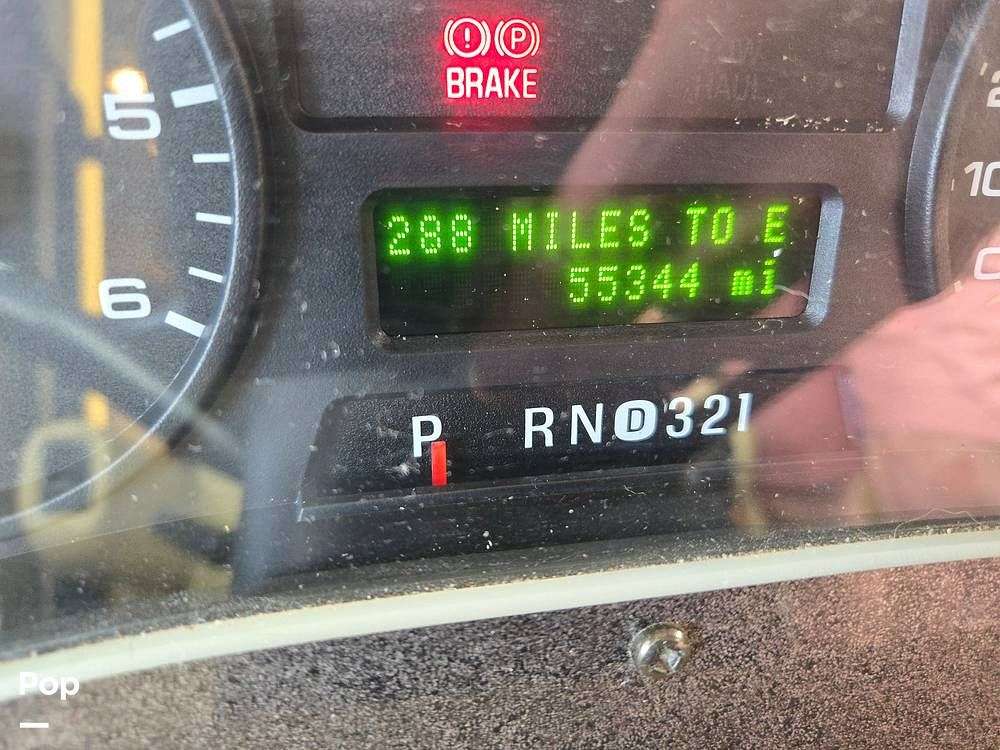 BRAKE
5
288 MILES TO E
55344 mi
6
P RND321
Pop